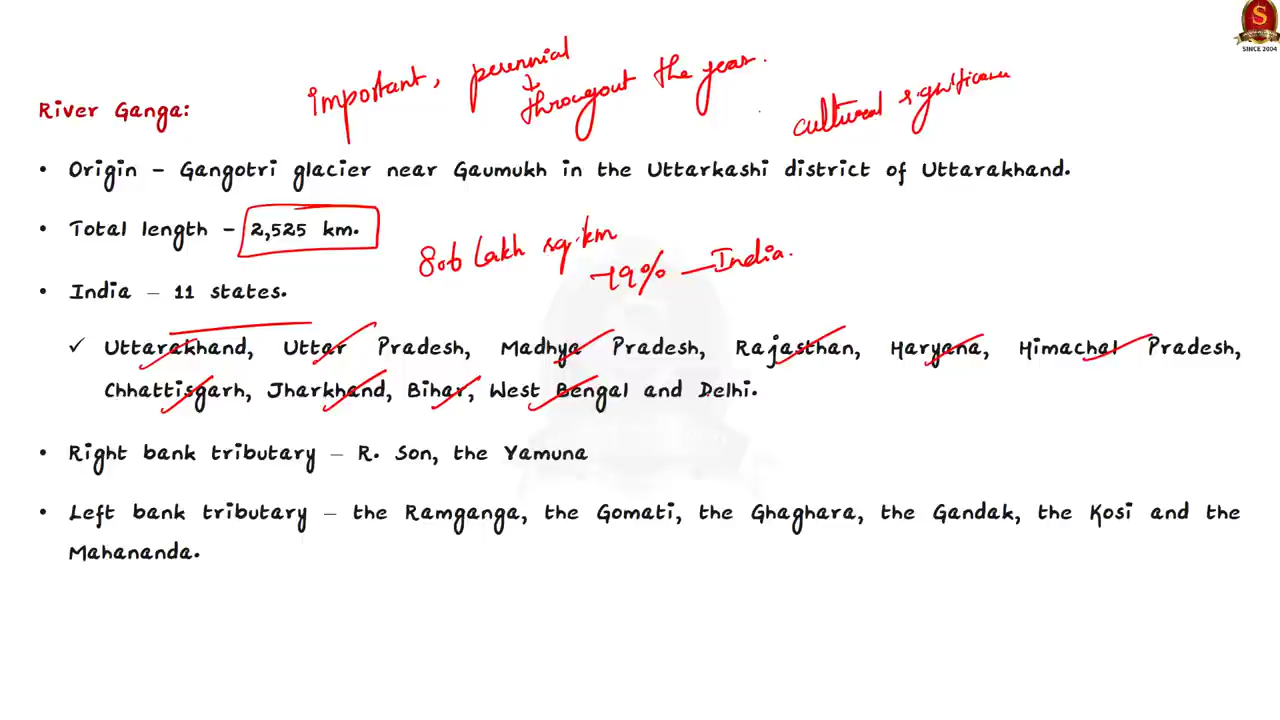 S
SINCE 2004
important, perennial
↓
througout the year.
cultural significance
River Ganga:
• Origin – Gangotri glacier near Gaumukh in the Uttarkashi district of Uttarakhand.
• Total length – 2,525 km.
8.6 lakh sq.km
→ 9% — India.
• India – 11 states.
✓ Uttarakhand, Uttar Pradesh, Madhya Pradesh, Rajasthan, Haryana, Himachal Pradesh,
Chhattisgarh, Jharkhand, Bihar, West Bengal and Delhi.
• Right bank tributary – R. Son, the Yamuna
• Left bank tributary – the Ramganga, the Gomati, the Ghaghara, the Gandak, the Kosi and the
Mahananda.